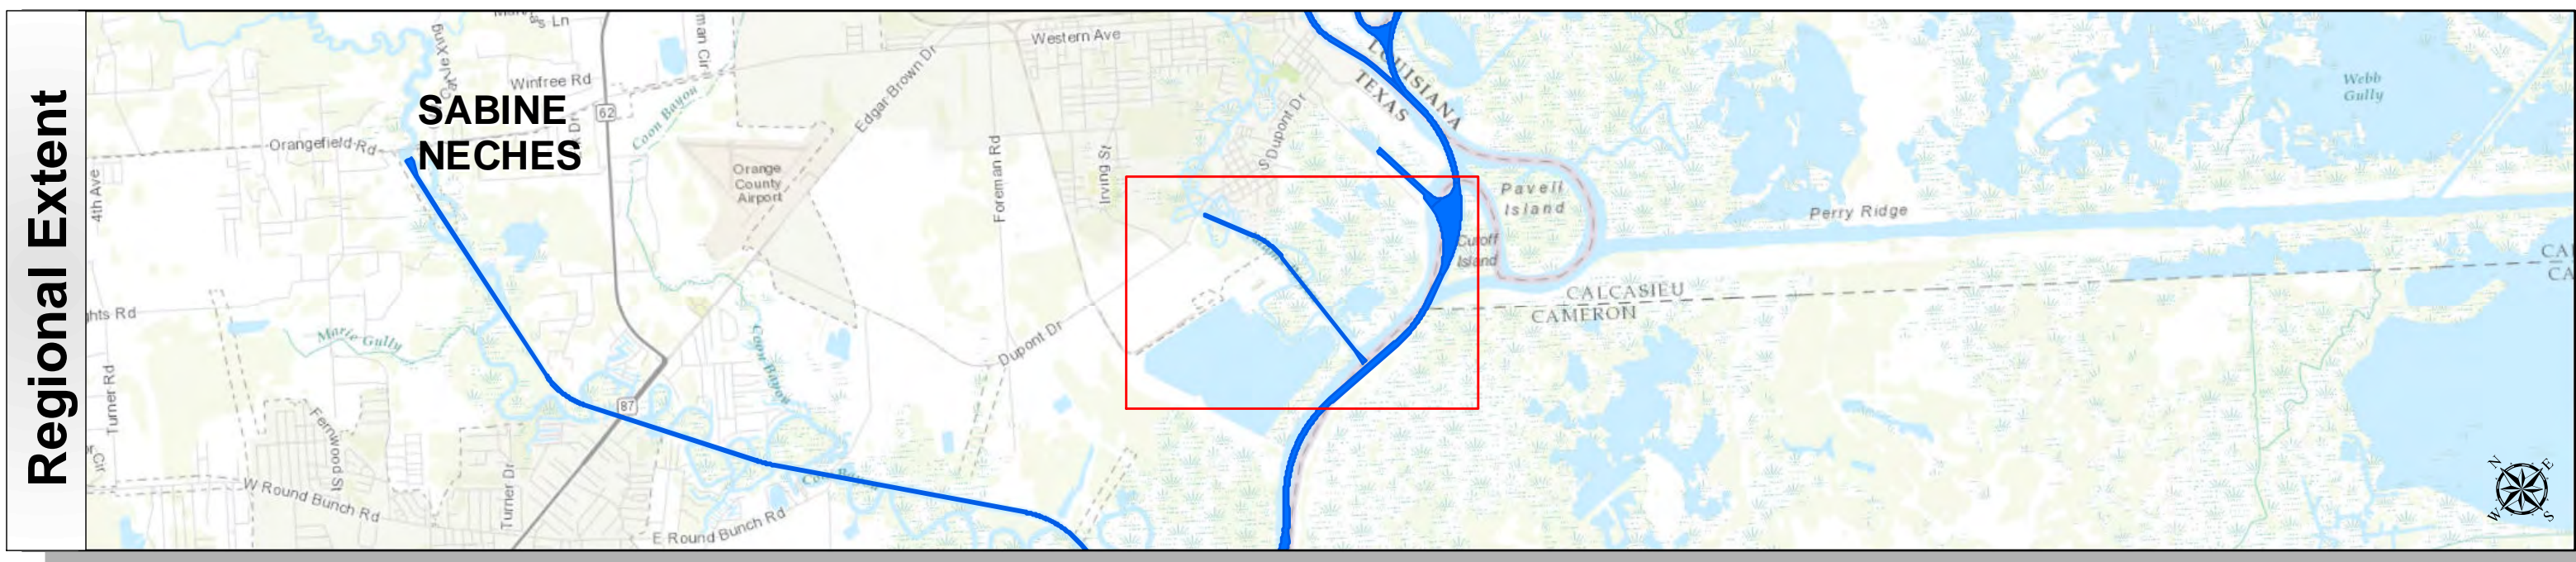 Regional Extent
Winfree Rd
Western Ave
Edgar Brown Dr
LOUISIANA
TEXAS
Webb
Gully
SABINE
NECHES
62
Coon Bayou
S Dupont Dr
Orangefield Rd
4th Ave
Orange
County
Airport
Foreman Rd
Irving St
Pavell
Island
Perry Ridge
Cutoff
Island
CALCASIEU
CAMERON
Marie Gully
Coon Bayou
Dupont Dr
Turner Rd
87
Fernwood St
Turner Dr
W Round Bunch Rd
E Round Bunch Rd
N
E
W
S